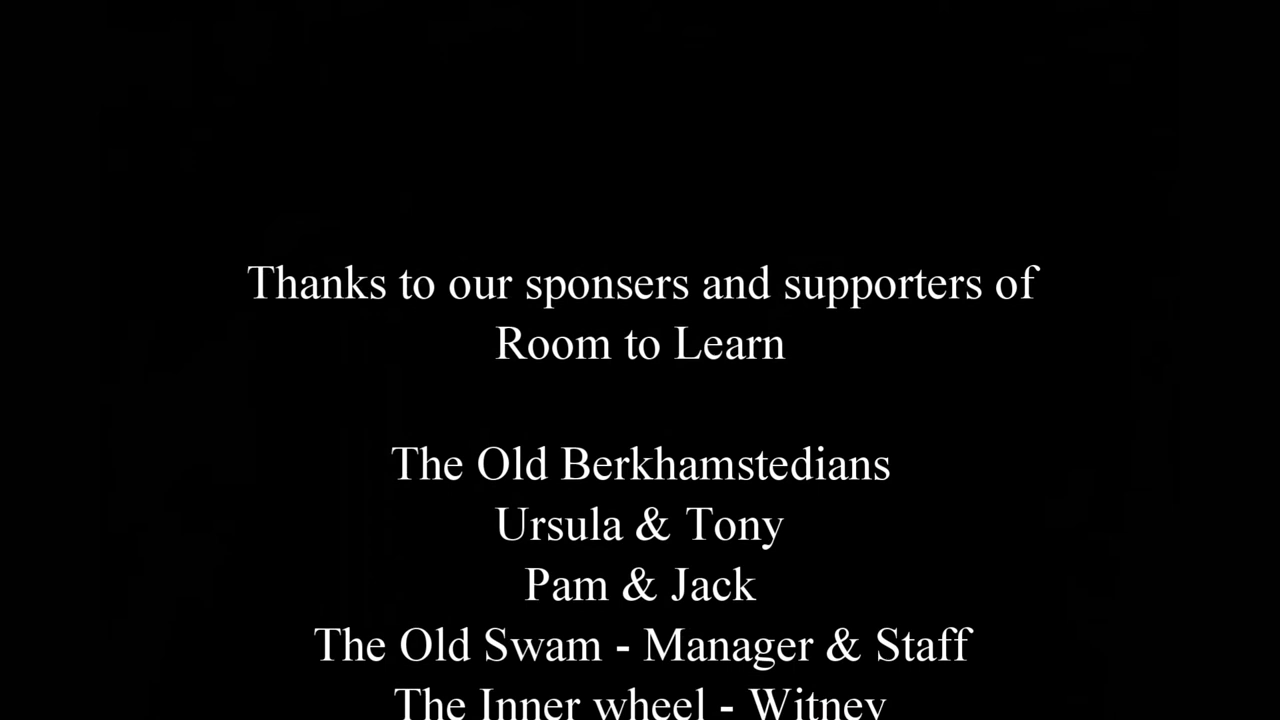 Thanks to our sponsers and supporters of
Room to Learn
The Old Berkhamstedians
Ursula & Tony
Pam & Jack
The Old Swam - Manager & Staff
The Inner wheel - Witney